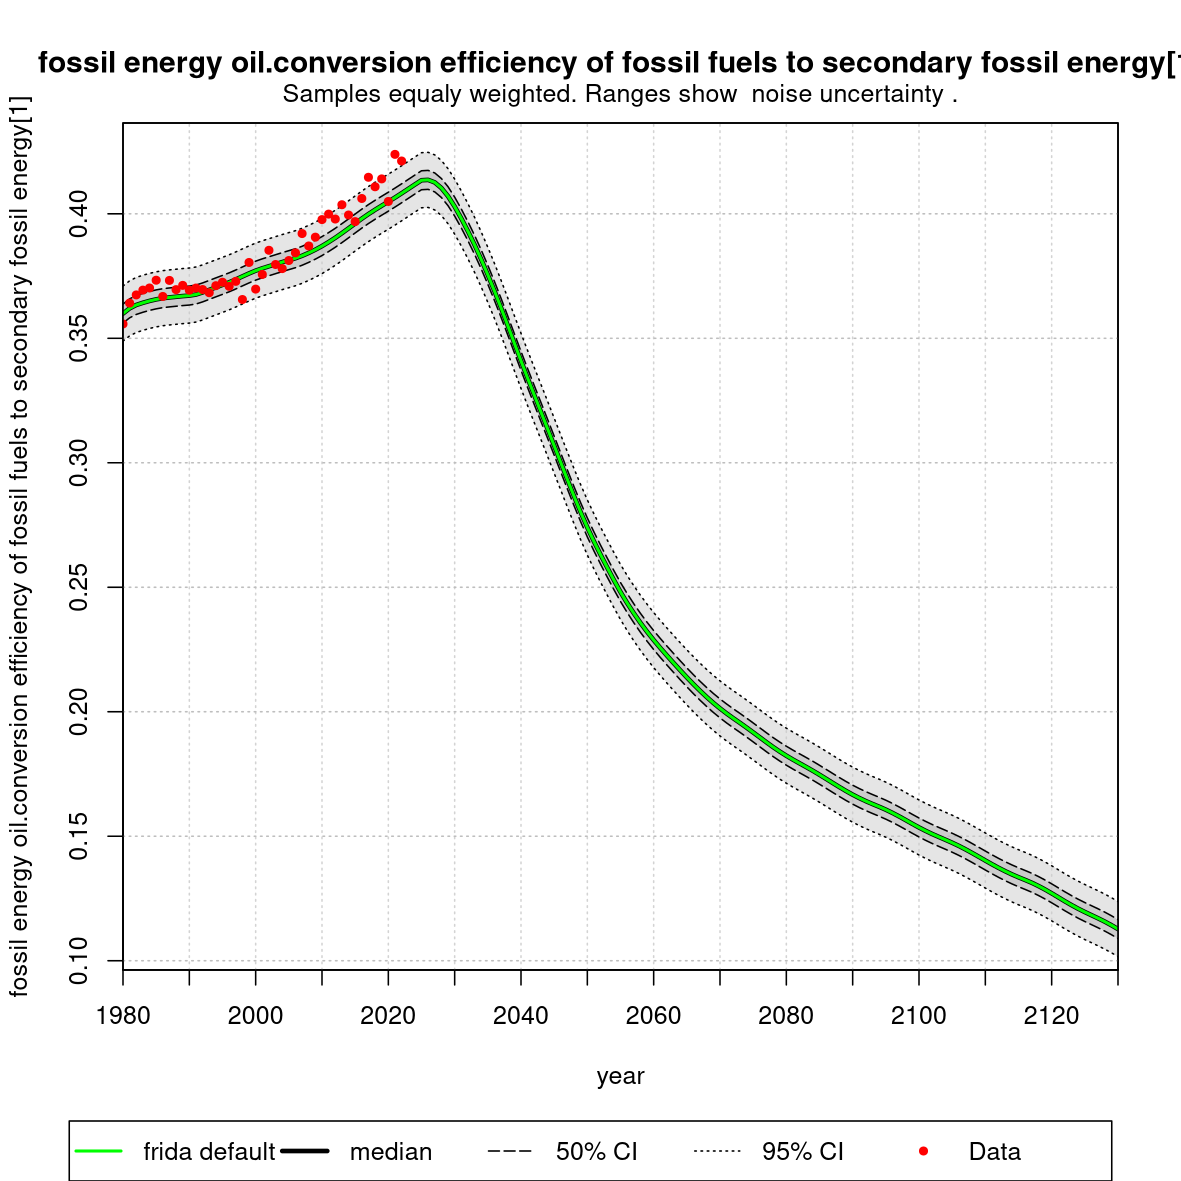 fossil energy oil.conversion efficiency of fossil fuels to secondary fossil energy[
Samples equaly weighted. Ranges show  noise uncertainty .
fossil energy oil.conversion efficiency of fossil fuels to secondary fossil energy[1]
0.40
0.35
0.30
0.25
0.20
0.15
0.10
1980 2000 2020 2040 2060 2080 2100 2120
year
frida default median 50% CI 95% CI Data